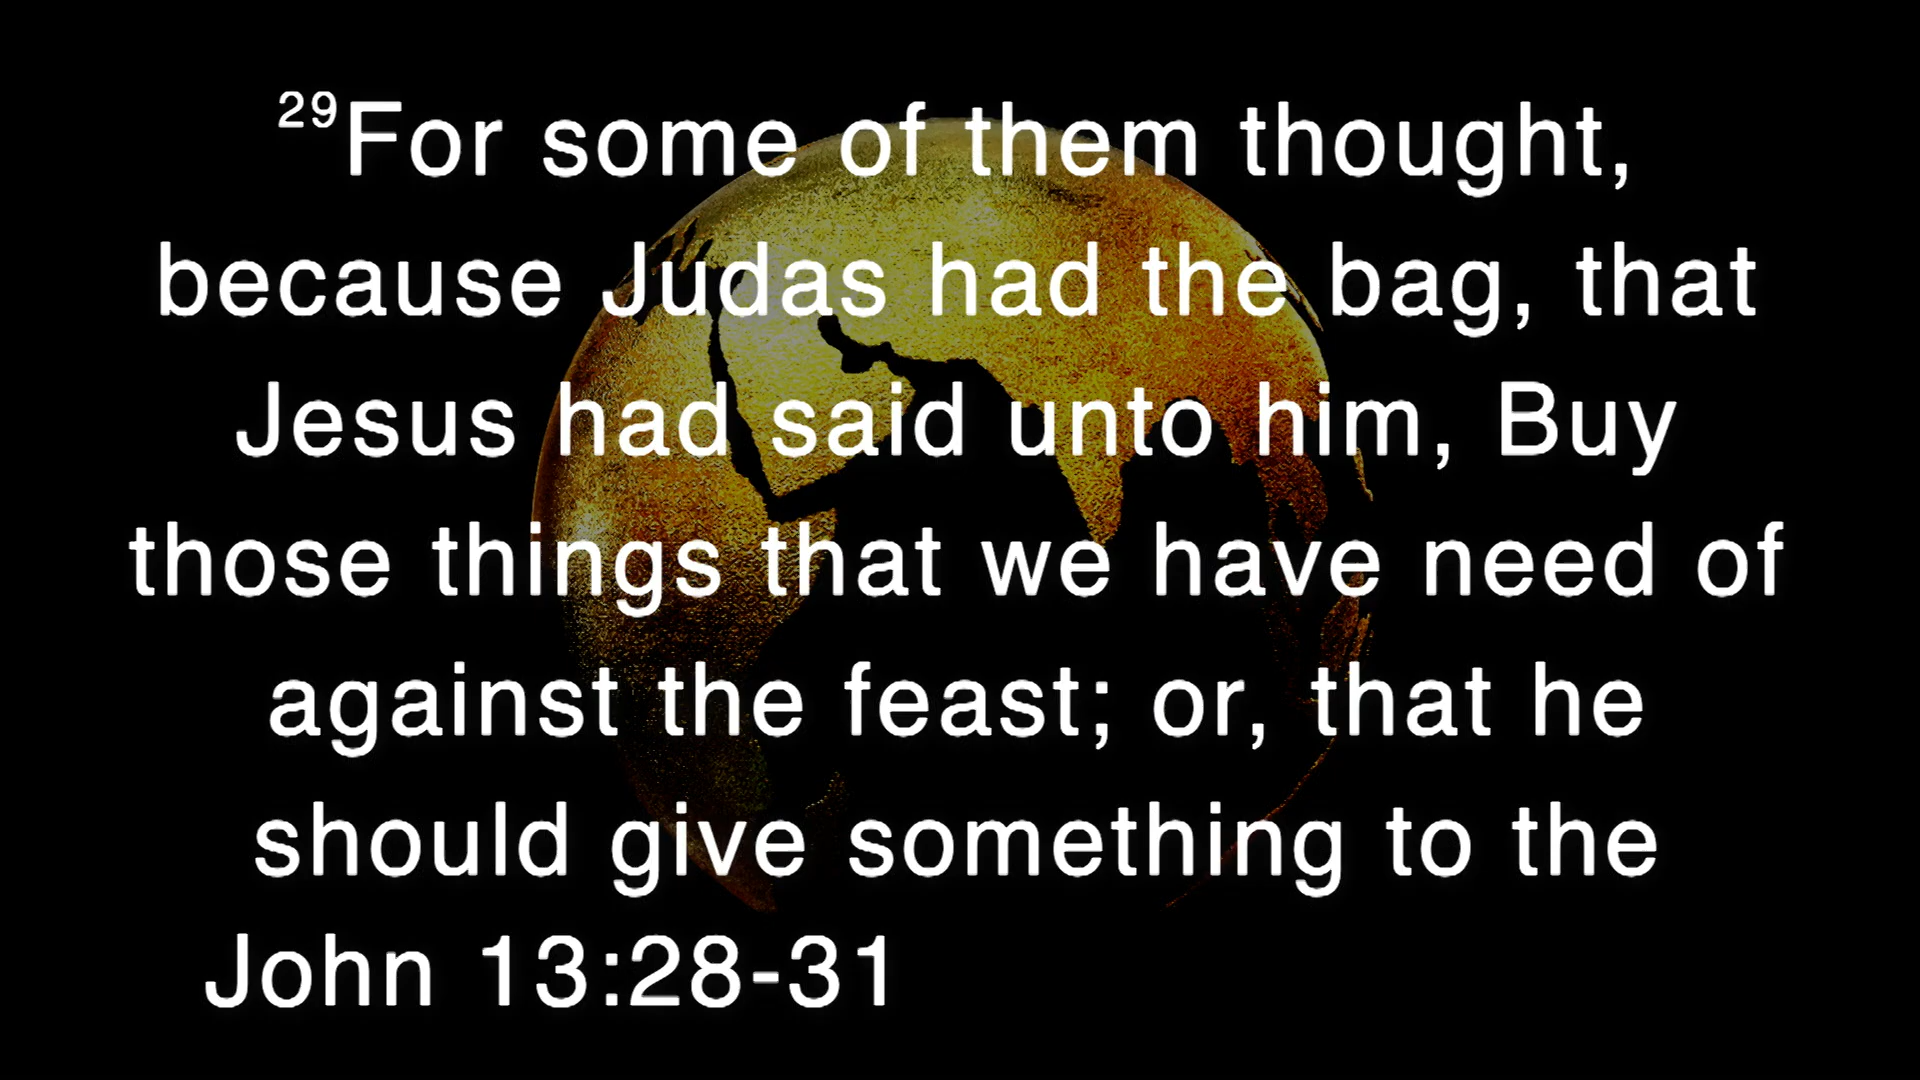 29For some of them thought,
because Judas had the bag, that
Jesus had said unto him, Buy
those things that we have need of
against the feast; or, that he
should give something to the
John 13:28-31